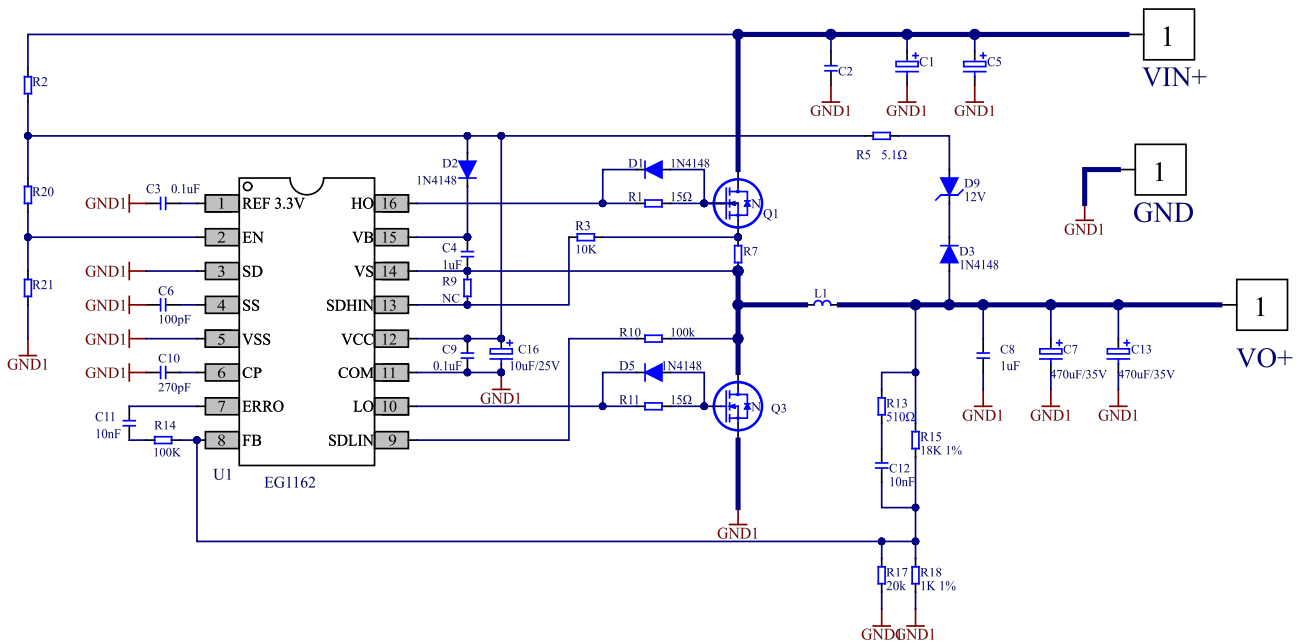 1
VIN+
C2
C1
C5
GND1
GND1
GND1
R2
R5 5.1Ω
1
GND
GND1
D9
12V
D3
1N4148
D2
1N4148
D1 1N4148
R1 15Ω
Q1
N
R20
R21
GND1
GND1 C3 0.1uF
1 REF 3.3V
2 EN
GND1 3 SD
GND1 C6
100pF
4 SS
GND1 5 VSS
GND1 C10
270pF
6 CP
7 ERRO
8 FB
C11
10nF
R14
100K
U1
EG1162
HO 16
VB 15
VS 14
SDHIN 13
VCC 12
COM 11
LO 10
SDLIN 9
C4
1uF
R9
NC
R3
10K
R7
C9
0.1uF
C16
10uF/25V
GND1
R10 100k
D5 1N4148
R11 15Ω
Q3
N
GND1
L1
1
VO+
C8
1uF
C7
470uF/35V
C13
470uF/35V
GND1
GND1
GND1
R13
510Ω
C12
10nF
R15
18K 1%
R17
20k
R18
1K 1%
GND1
GND1